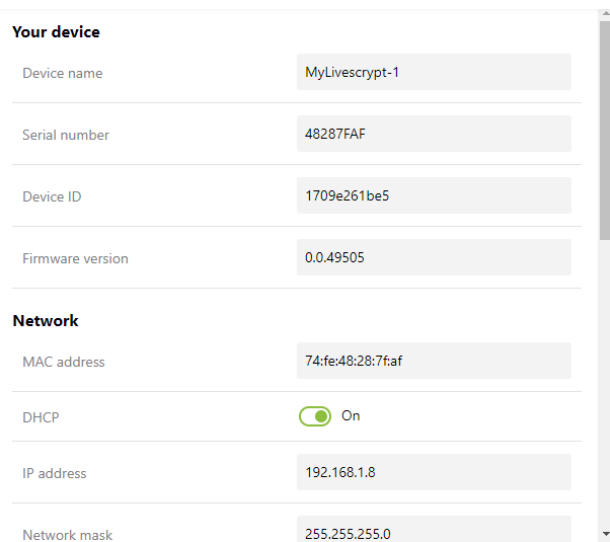 Your device
Device name MyLivescrypt-1
Serial number 48287FAF
Device ID 1709e261be5
Firmware version 0.0.49505
Network
MAC address 74:fe:48:28:7f:af
DHCP On
IP address 192.168.1.8
Network mask 255.255.255.0